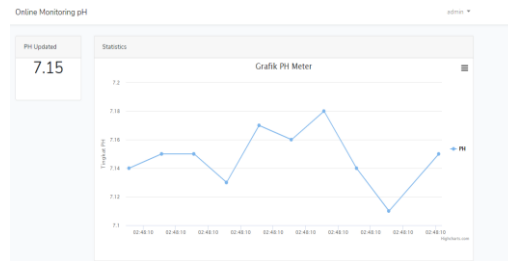 Online Monitoring pH
admin
PH Updated
7.15
Statistics
Grafik PH Meter
7.2
7.18
7.16
7.14
7.12
7.1
Tingkat PH
PH
02:48:10 02:48:10 02:48:10 02:48:10 02:48:10 02:48:10 02:48:10 02:48:10 02:48:10 02:48:10
Highcharts.com